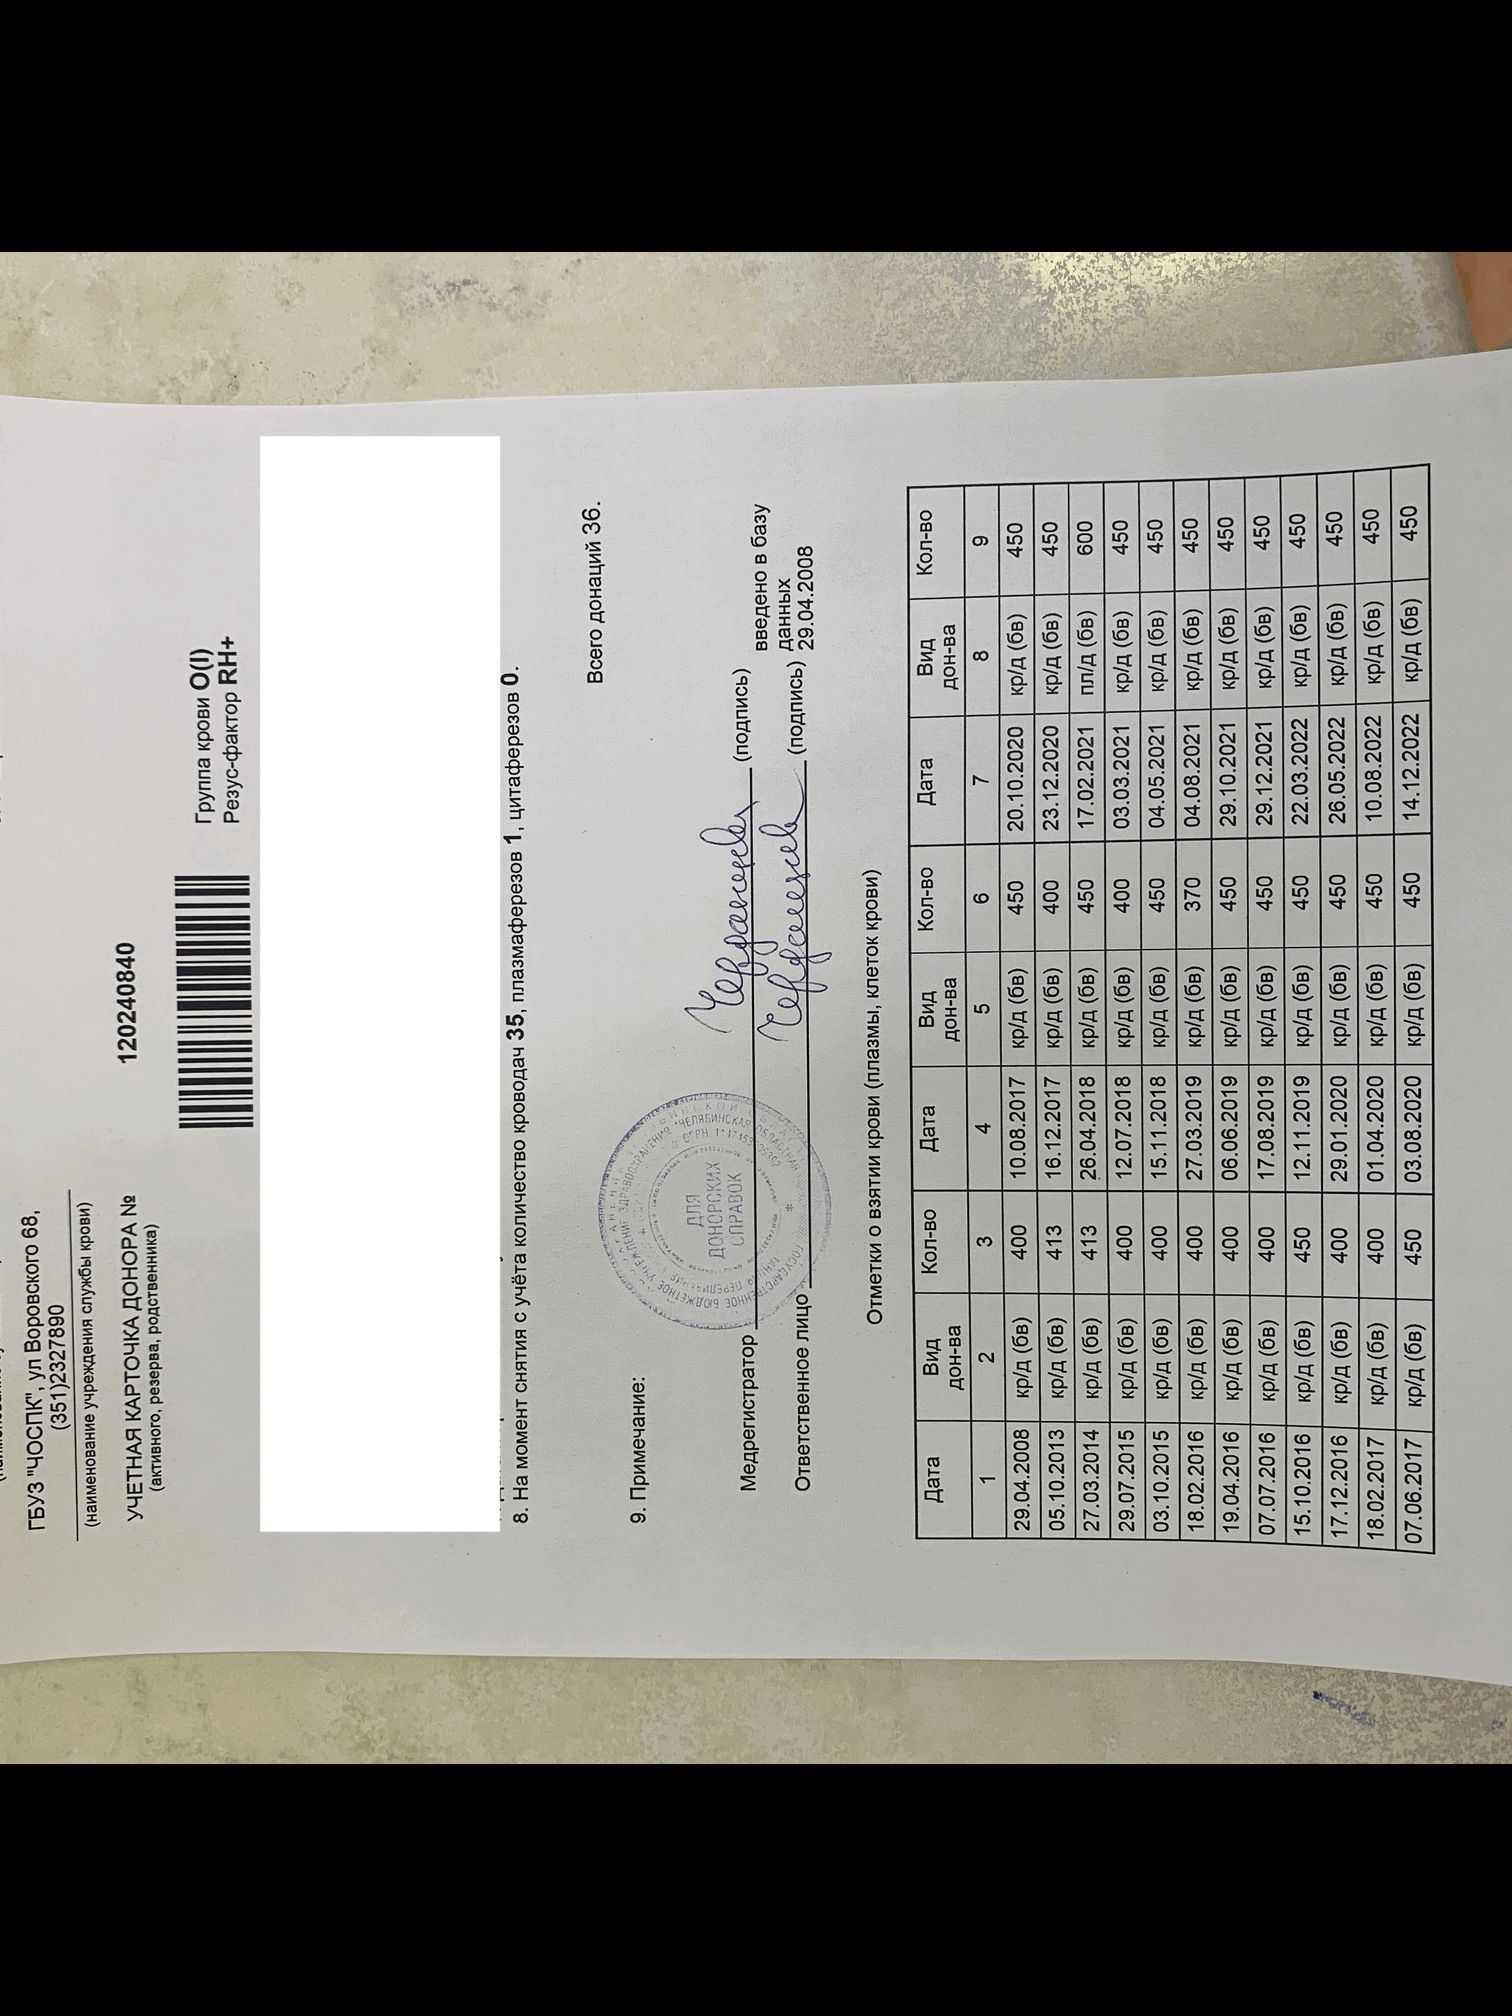 ГБУЗ "ЧОСПК", ул Воровского 68,
(351)2327890
(наименование учреждения службы крови)
УЧЕТНАЯ КАРТОЧКА ДОНОРА № 120240840
(активного, резерва, родственника)
Группа крови O(I)
Резус-фактор RH+
8. На момент снятия с учёта количество кроводач 35, плазмаферезов 1, цитаферезов 0.
Всего донаций 36.
9. Примечание:
ДЛЯ
ДОНОРСКИХ
СПРАВОК
Медрегистратор (подпись)
введено в базу
данных
Ответственное лицо (подпись) 29.04.2008
Отметки о взятии крови (плазмы, клеток крови)
Дата Вид дон-ва Кол-во Дата Вид дон-ва Кол-во Дата Вид дон-ва Кол-во
1 2 3 4 5 6 7 8 9
29.04.2008 кр/д (бв) 400 10.08.2017 кр/д (бв) 450 20.10.2020 кр/д (бв) 450
05.10.2013 кр/д (бв) 413 16.12.2017 кр/д (бв) 400 23.12.2020 кр/д (бв) 450
27.03.2014 кр/д (бв) 413 26.04.2018 кр/д (бв) 450 17.02.2021 пл/д (бв) 600
29.07.2015 кр/д (бв) 400 12.07.2018 кр/д (бв) 400 03.03.2021 кр/д (бв) 450
03.10.2015 кр/д (бв) 400 15.11.2018 кр/д (бв) 450 04.05.2021 кр/д (бв) 450
18.02.2016 кр/д (бв) 400 27.03.2019 кр/д (бв) 370 04.08.2021 кр/д (бв) 450
19.04.2016 кр/д (бв) 400 06.06.2019 кр/д (бв) 450 29.10.2021 кр/д (бв) 450
07.07.2016 кр/д (бв) 400 17.08.2019 кр/д (бв) 450 29.12.2021 кр/д (бв) 450
15.10.2016 кр/д (бв) 450 12.11.2019 кр/д (бв) 450 22.03.2022 кр/д (бв) 450
17.12.2016 кр/д (бв) 400 29.01.2020 кр/д (бв) 450 26.05.2022 кр/д (бв) 450
18.02.2017 кр/д (бв) 400 01.04.2020 кр/д (бв) 450 10.08.2022 кр/д (бв) 450
07.06.2017 кр/д (бв) 450 03.08.2020 кр/д (бв) 450 14.12.2022 кр/д (бв) 450